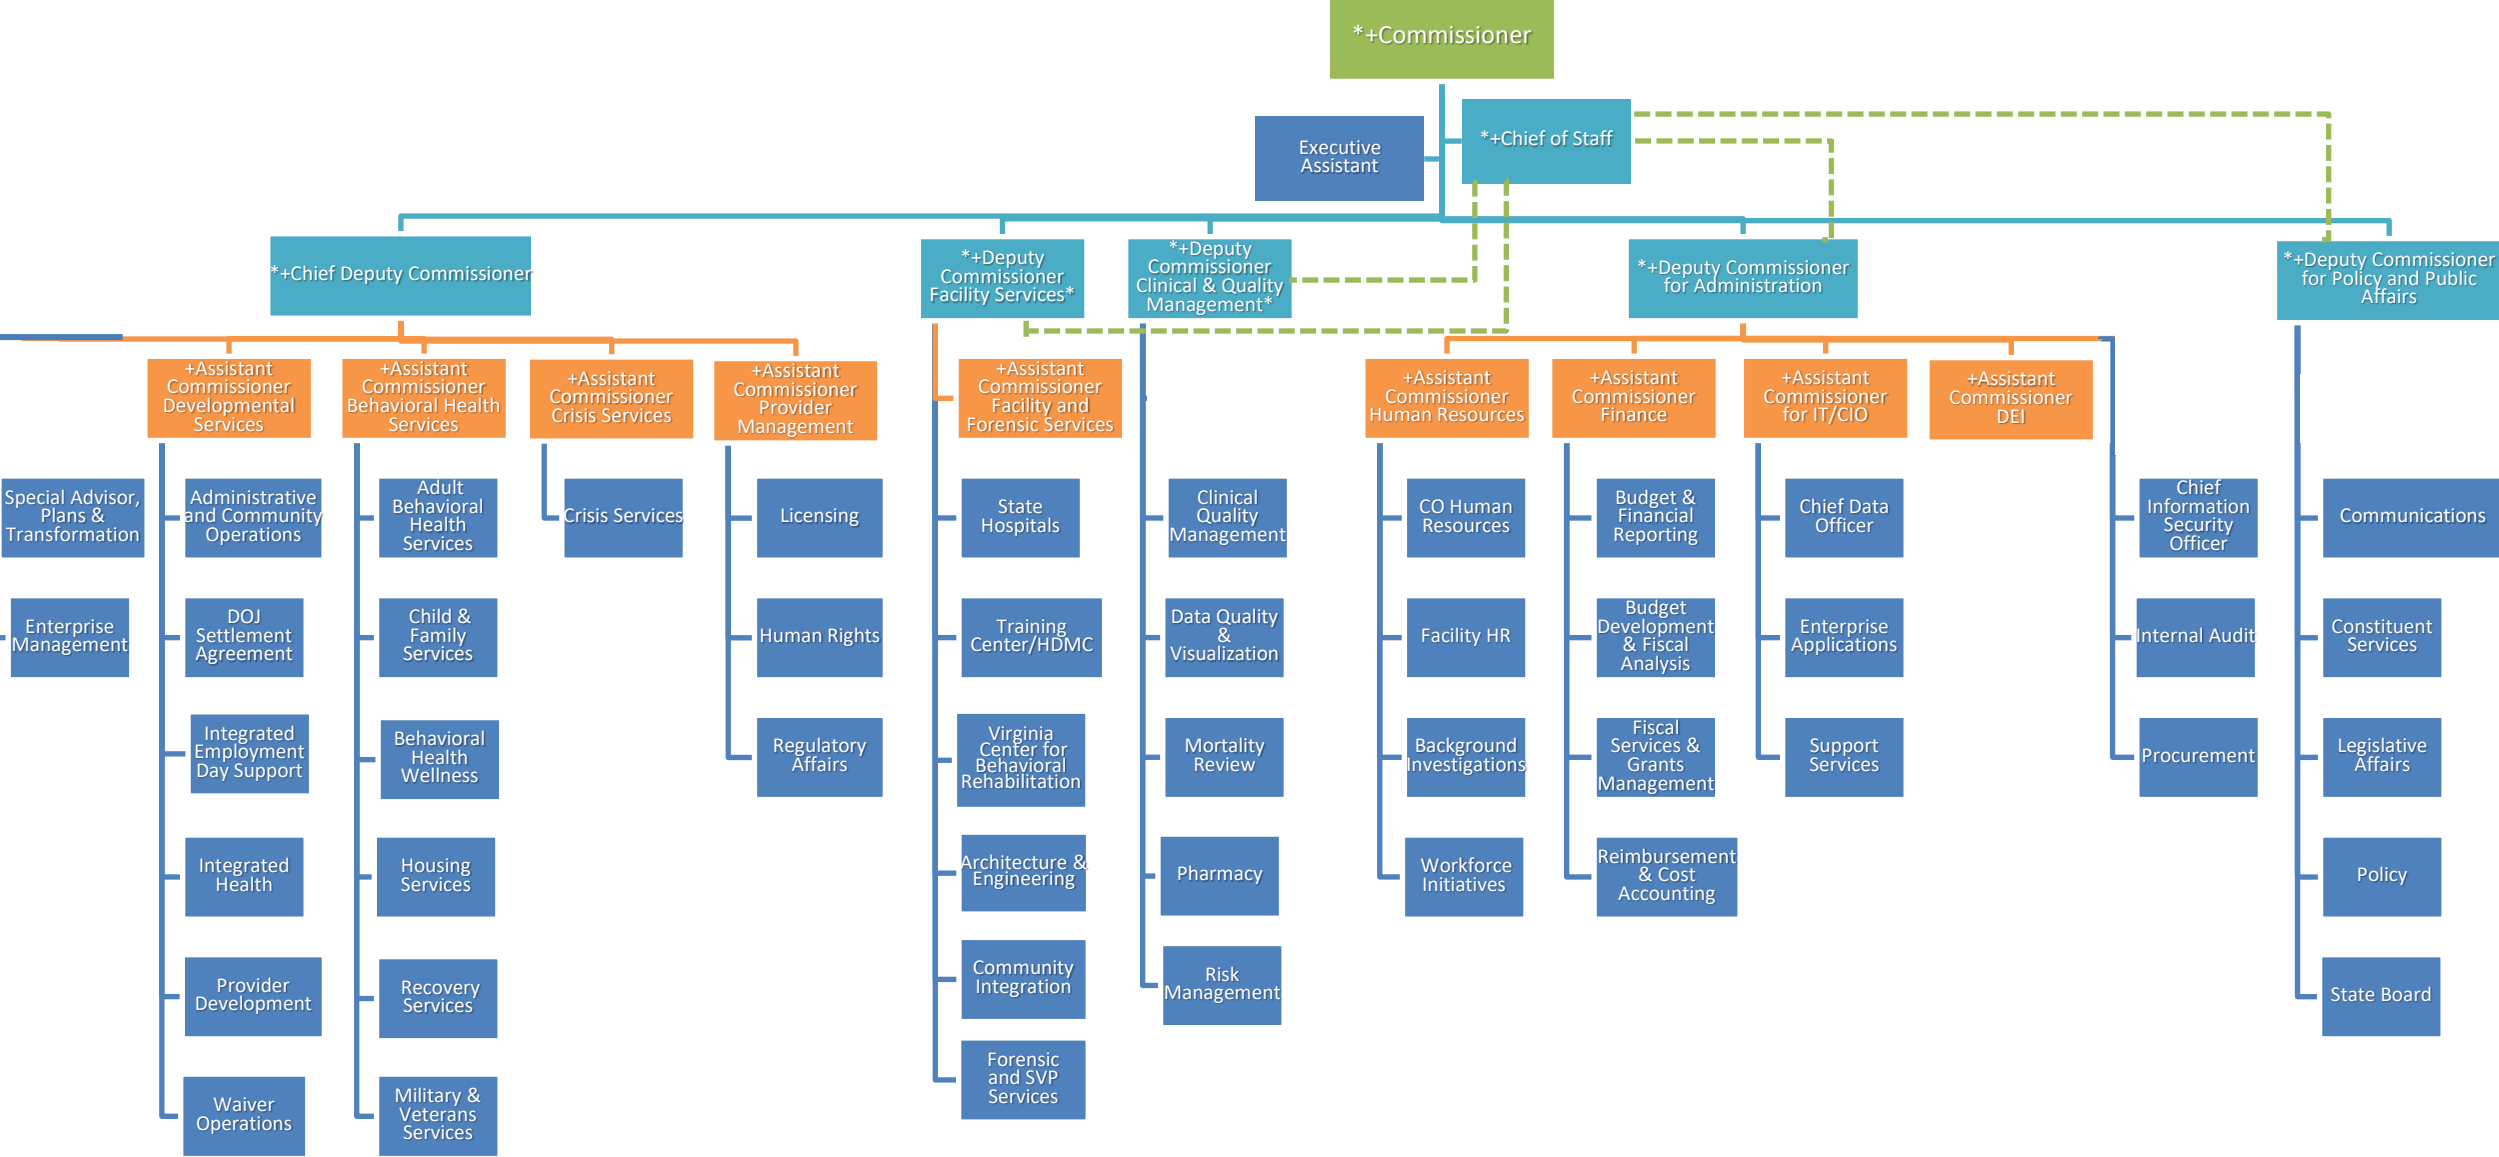 *+Commissioner
Executive
Assistant
*+Chief of Staff
*+Chief Deputy Commissioner
*+Deputy
Commissioner
Facility Services*
*+Deputy
Commissioner
Clinical & Quality
Management*
*+Deputy Commissioner
for Administration
*+Deputy Commissioner
for Policy and Public
Affairs
+Assistant
Commissioner
Developmental
Services
+Assistant
Commissioner
Behavioral Health
Services
+Assistant
Commissioner
Crisis Services
+Assistant
Commissioner
Provider
Management
+Assistant
Commissioner
Facility and
Forensic Services
+Assistant
Commissioner
Human Resources
+Assistant
Commissioner
Finance
+Assistant
Commissioner
for IT/CIO
+Assistant
Commissioner
DEI
Special Advisor,
Plans &
Transformation
Administrative
and Community
Operations
Adult
Behavioral
Health
Services
Crisis Services
Licensing
State
Hospitals
Clinical
Quality
Management
CO Human
Resources
Budget &
Financial
Reporting
Chief Data
Officer
Chief
Information
Security
Officer
Communications
Enterprise
Management
DOJ
Settlement
Agreement
Child &
Family
Services
Human Rights
Training
Center/HDMC
Data Quality
&
Visualization
Facility HR
Budget
Development
& Fiscal
Analysis
Enterprise
Applications
Internal Audit
Constituent
Services
Integrated
Employment
Day Support
Behavioral
Health
Wellness
Regulatory
Affairs
Virginia
Center for
Behavioral
Rehabilitation
Mortality
Review
Background
Investigations
Fiscal
Services &
Grants
Management
Support
Services
Procurement
Legislative
Affairs
Integrated
Health
Housing
Services
Architecture &
Engineering
Pharmacy
Workforce
Initiatives
Reimbursement
& Cost
Accounting
Policy
Provider
Development
Recovery
Services
Community
Integration
Risk
Management
State Board
Waiver
Operations
Military &
Veterans
Services
Forensic
and SVP
Services